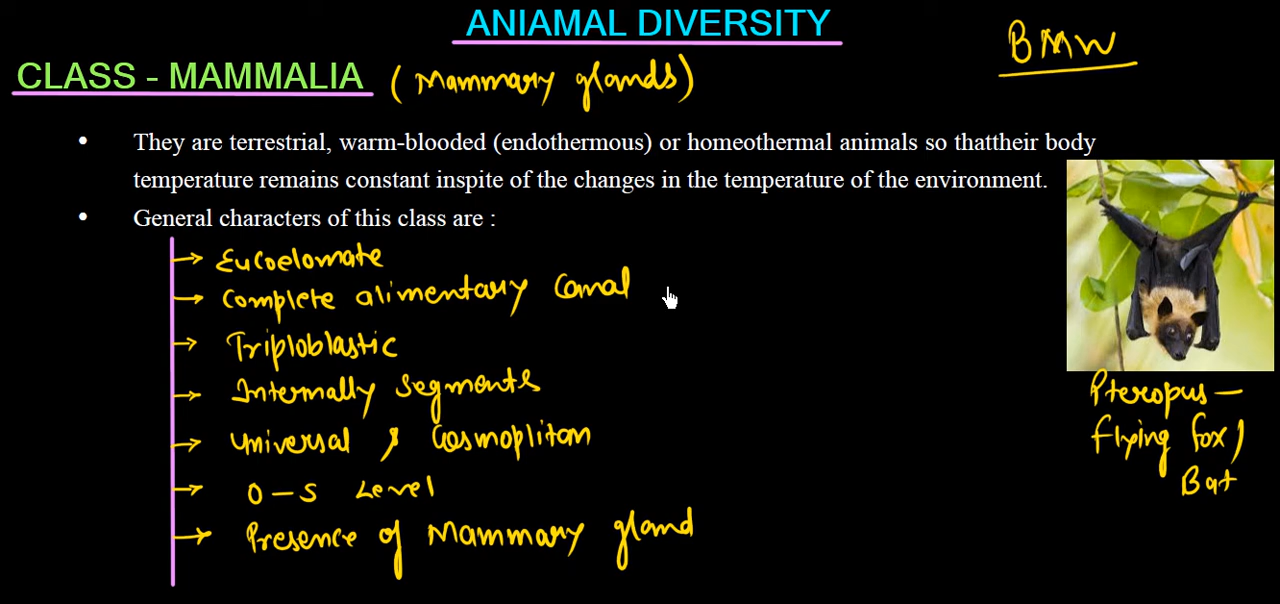 ANIAMAL DIVERSITY
BMW
CLASS - MAMMALIA (Mammary glands)
• They are terrestrial, warm-blooded (endothermous) or homeothermal animals so thattheir body
temperature remains constant inspite of the changes in the temperature of the environment.
• General characters of this class are :
→ Eucoelomate
→ Complete alimentary Canal
→ Triploblastic
→ Internally segments
→ Universal, Cosmopliton
→ O-S Level
→ Presence of Mammary gland
Pteropus -
flying fox)
Bat